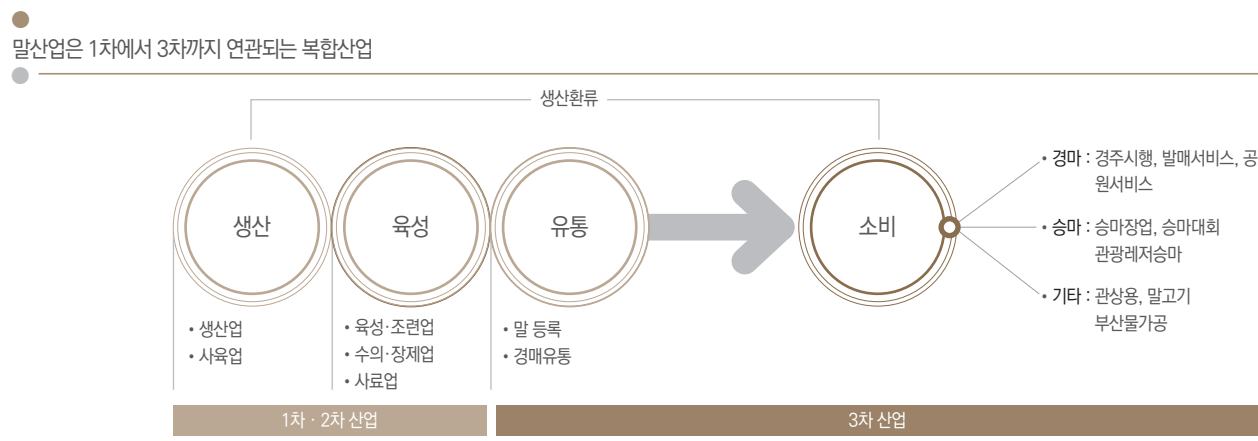 말산업은 1차에서 3차까지 연관되는 복합산업
생산환류
생산
육성
유통
소비
• 경마 : 경주시행, 발매서비스, 공
원서비스
• 승마 : 승마장업, 승마대회
관광레저승마
• 기타 : 관상용, 말고기
부산물가공
• 생산업
• 사육업
• 육성·조련업
• 수의·장제업
• 사료업
• 말 등록
• 경매유통
1차 · 2차 산업
3차 산업